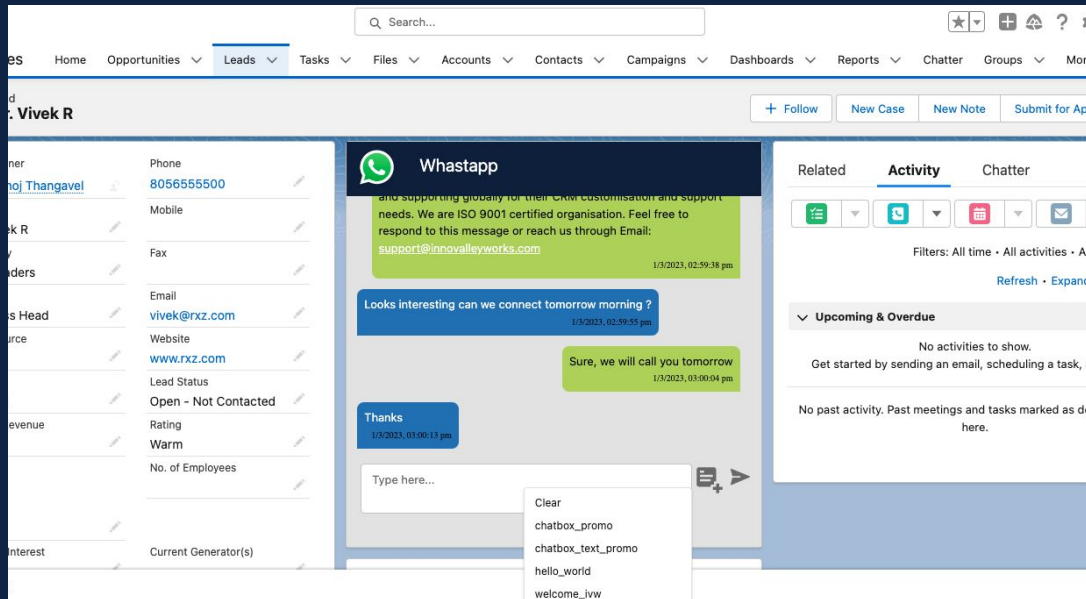 Search...
Home Opportunities Leads Tasks Files Accounts Contacts Campaigns Dashboards Reports Chatter Groups
Vivek R
+ Follow New Case New Note Submit for
Phone
Thangavel
8056555500
Mobile
R
Fax
Email
Head
vivek@rxz.com
Website
www.rxz.com
Lead Status
Open - Not Contacted
Rating
Warm
No. of Employees
Interest
Current Generator(s)
Whastapp
and supporting globally for their CRM customisation and support
needs. We are ISO 9001 certified organisation. Feel free to
respond to this message or reach us through Email:
support@innovalleyworks.com
1/3/2023, 02:59:38 pm
Looks interesting can we connect tomorrow morning ?
1/3/2023, 02:59:55 pm
Sure, we will call you tomorrow
1/3/2023, 03:00:04 pm
Thanks
1/3/2023, 03:00:13 pm
Type here...
Clear
chatbox_promo
chatbox_text_promo
hello_world
welcome_ivw
Related Activity Chatter
Filters: All time • All activities •
Refresh •
Upcoming & Overdue
No activities to show.
Get started by sending an email, scheduling a task,
No past activity. Past meetings and tasks marked as
here.